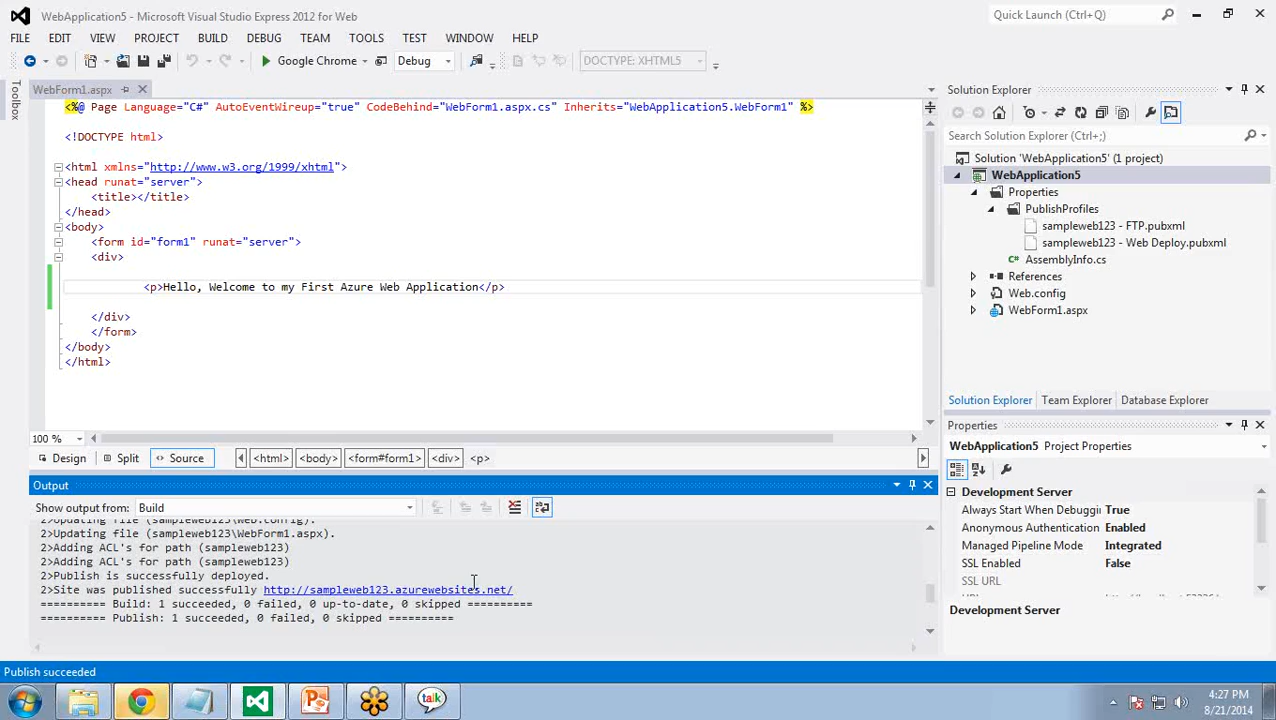 WebApplication5 - Microsoft Visual Studio Express 2012 for Web
Quick Launch (Ctrl+Q)
FILE EDIT VIEW PROJECT BUILD DEBUG TEAM TOOLS TEST WINDOW HELP
Google Chrome Debug DOCTYPE: XHTML5
Toolbox
WebForm1.aspx
<%@ Page Language="C#" AutoEventWireup="true" CodeBehind="WebForm1.aspx.cs" Inherits="WebApplication5.WebForm1" %>
<!DOCTYPE html>
<html xmlns="http://www.w3.org/1999/xhtml">
<head runat="server">
<title></title>
</head>
<body>
<form id="form1" runat="server">
<div>
<p>Hello, Welcome to my First Azure Web Application</p>
</div>
</form>
</body>
</html>
100 %
Design Split Source <html> <body> <form#form1> <div> <p>
Output
Show output from: Build
2>Updating file (sampleweb123\Web.config).
2>Updating file (sampleweb123\WebForm1.aspx).
2>Adding ACL's for path (sampleweb123)
2>Adding ACL's for path (sampleweb123)
2>Publish is successfully deployed.
2>Site was published successfully http://sampleweb123.azurewebsites.net/
========== Build: 1 succeeded, 0 failed, 0 up-to-date, 0 skipped ==========
========== Publish: 1 succeeded, 0 failed, 0 skipped ==========
Publish succeeded
Solution Explorer
Search Solution Explorer (Ctrl+;)
Solution 'WebApplication5' (1 project)
WebApplication5
Properties
PublishProfiles
sampleweb123 - FTP.pubxml
sampleweb123 - Web Deploy.pubxml
AssemblyInfo.cs
References
Web.config
WebForm1.aspx
Solution Explorer Team Explorer Database Explorer
Properties
WebApplication5 Project Properties
Development Server
Always Start When Debuggi True
Anonymous Authentication Enabled
Managed Pipeline Mode Integrated
SSL Enabled False
SSL URL
Development Server
talk
4:27 PM
8/21/2014